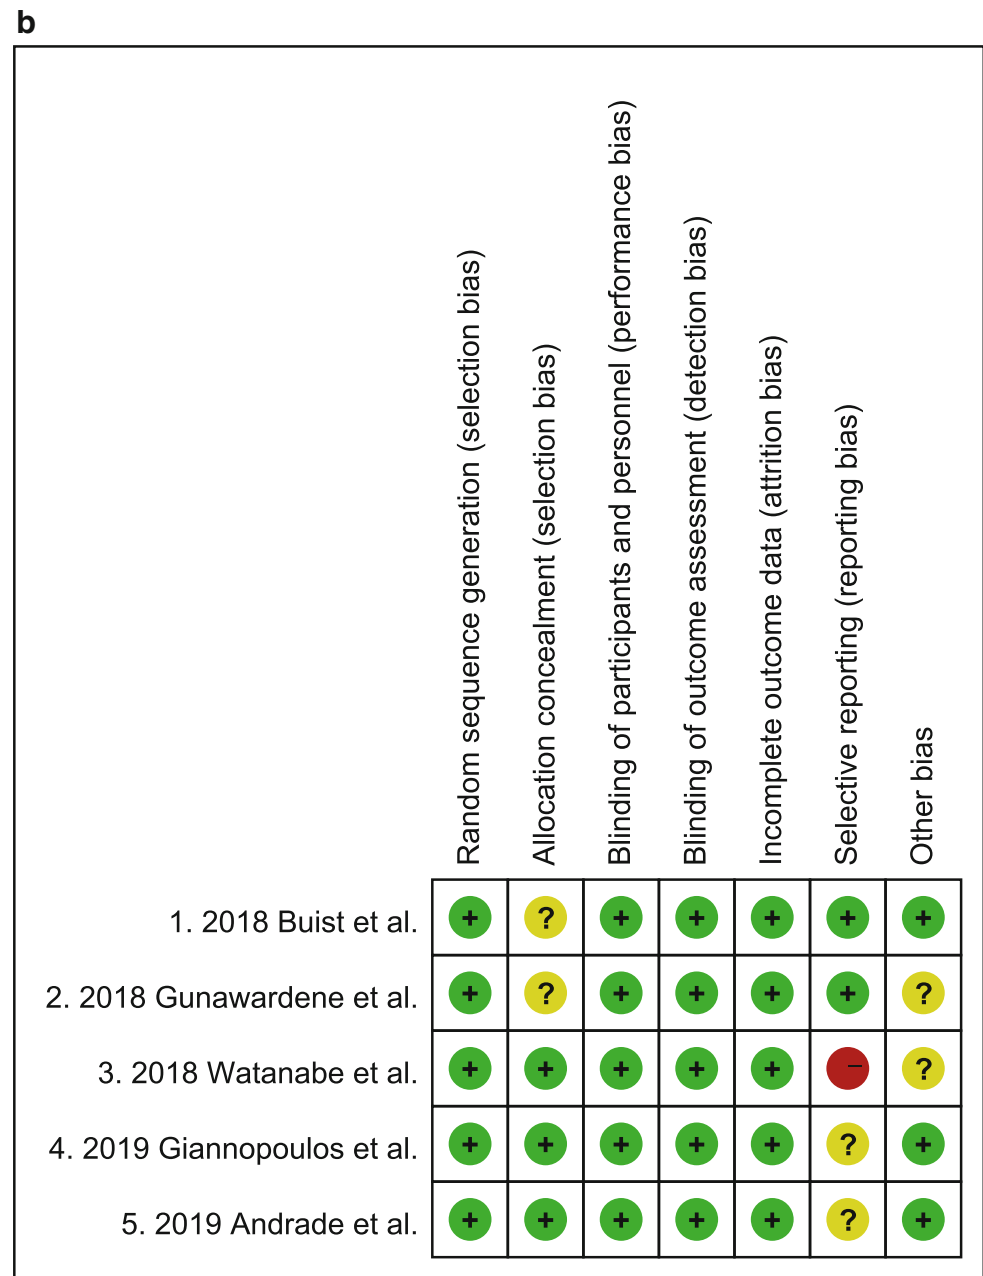 b
Random sequence generation (selection bias)
Allocation concealment (selection bias)
Blinding of participants and personnel (performance bias)
Blinding of outcome assessment (detection bias)
Incomplete outcome data (attrition bias)
Selective reporting (reporting bias)
Other bias
1. 2018 Buist et al. + ? + + + + +
2. 2018 Gunawardene et al. + ? + + + + ?
3. 2018 Watanabe et al. + + + + + – ?
4. 2019 Giannopoulos et al. + + + + + ? +
5. 2019 Andrade et al. + + + + + ? +